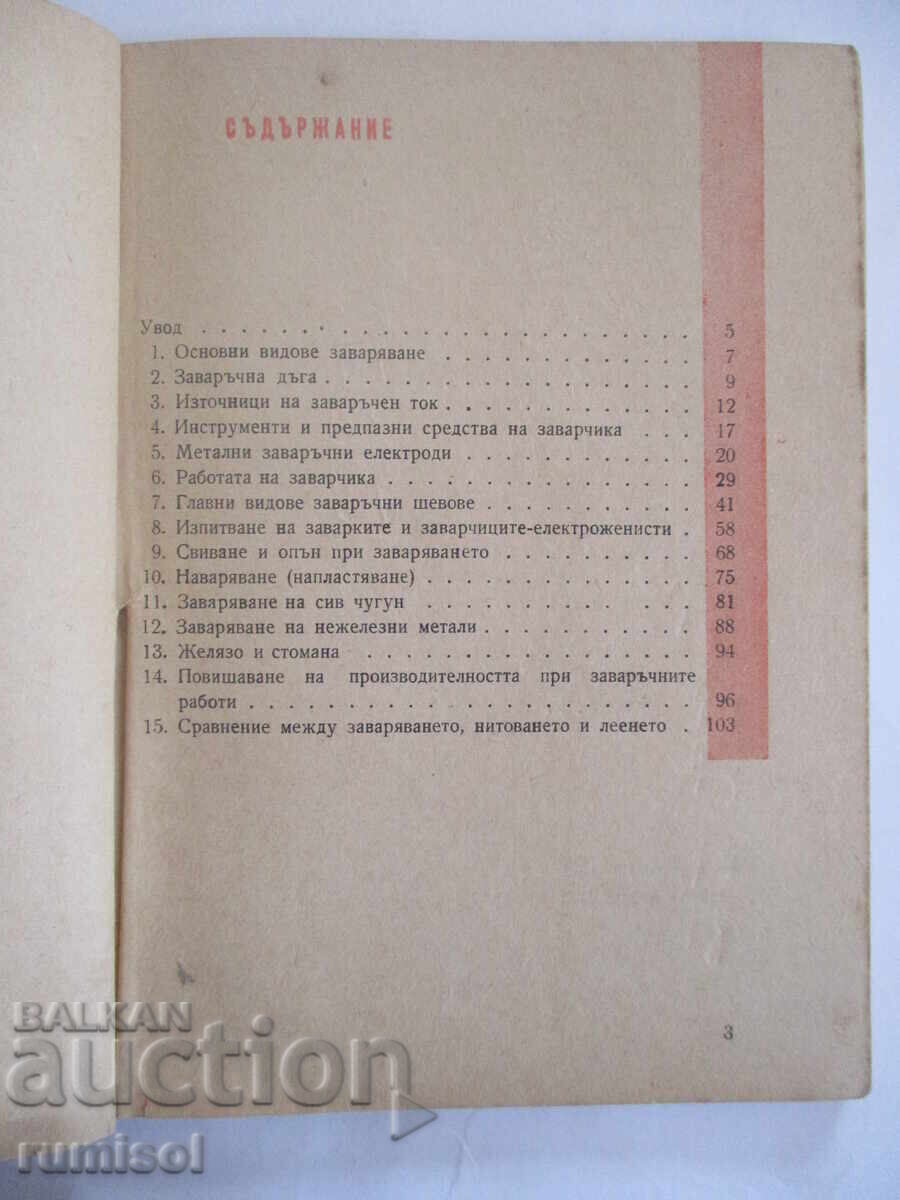 СЪДЪРЖАНИЕ
Увод . . . . . . . . . . . . . . . . . . . . . . . 5
1. Основни видове заваряване . . . . . . . . . . . . 7
2. Заваръчна дъга . . . . . . . . . . . . . . . . . 9
3. Източници на заваръчен ток . . . . . . . . . . . 12
4. Инструменти и предпазни средства на заварчика . . . 17
5. Метални заваръчни електроди . . . . . . . . . . . 20
6. Работата на заварчика . . . . . . . . . . . . . . 29
7. Главни видове заваръчни шевове . . . . . . . . . . 41
8. Изпитване на заварките и заварчиците-електроженисти . 58
9. Свиване и опън при заваряването . . . . . . . . . 68
10. Наваряване (напластяване) . . . . . . . . . . . . 75
11. Заваряване на сив чугун . . . . . . . . . . . . 81
12. Заваряване на нежелезни метали . . . . . . . . . . 88
13. Желязо и стомана . . . . . . . . . . . . . . . 94
14. Повишаване на производителността при заваръчните
работи . . . . . . . . . . . . . . . . . . . . 96
15. Сравнение между заваряването, нитоването и леенето . 103
3
BALKAN
auction
rumisol